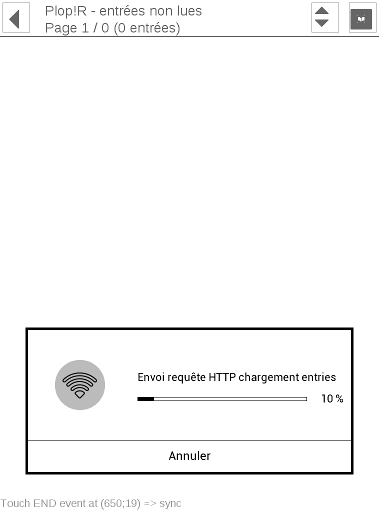 Plop!R - entrées non lues
Page 1 / 0 (0 entrées)
Envoi requête HTTP chargement entries
10 %
Annuler
Touch END event at (650;19) => sync